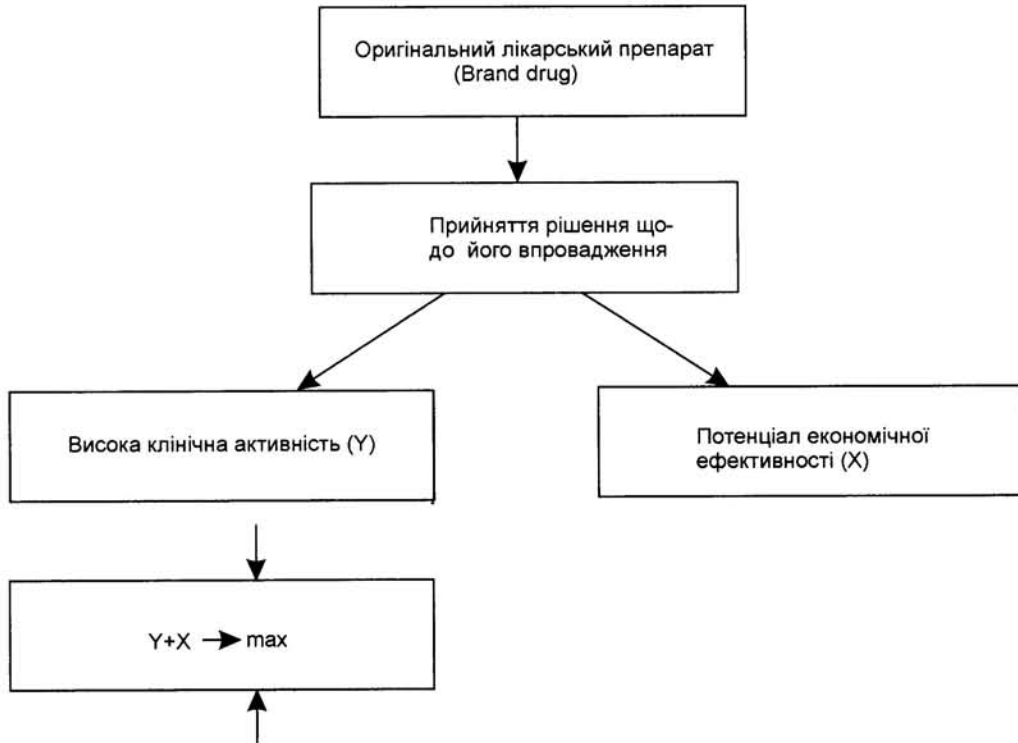 Оригінальний лікарський препарат
(Brand drug)
Прийняття рішення що-
до його впровадження
Висока клінічна активність (Y)
Потенціал економічної
ефективності (X)
Y+X → max